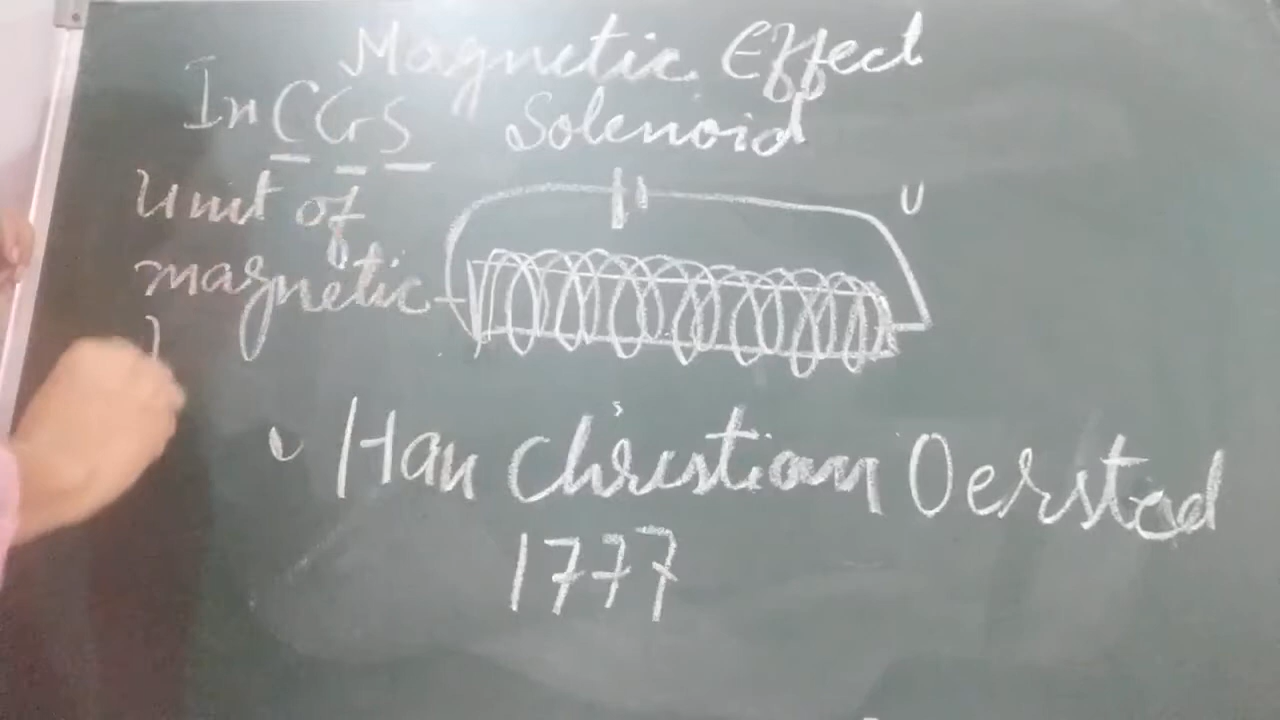 Magnetic Effect
Solenoid
In CGS
Unit of
magnetic
Han Christian Oersted
1777